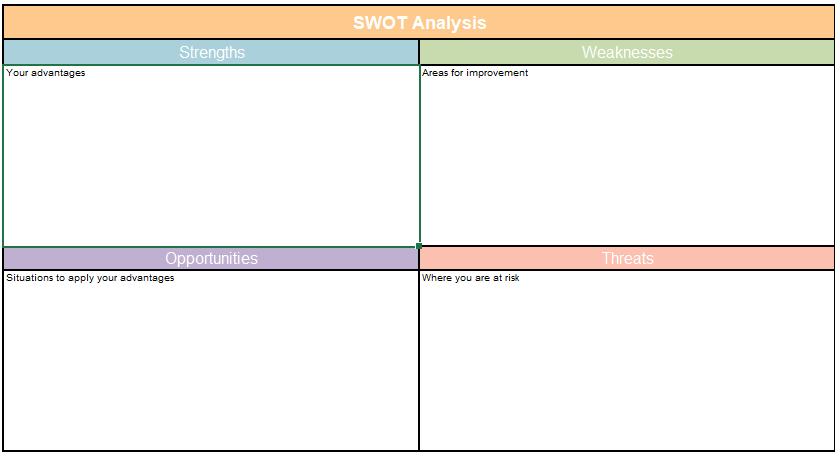 SWOT Analysis
Strengths
Weaknesses
Your advantages
Areas for improvement
Opportunities
Threats
Situations to apply your advantages
Where you are at risk